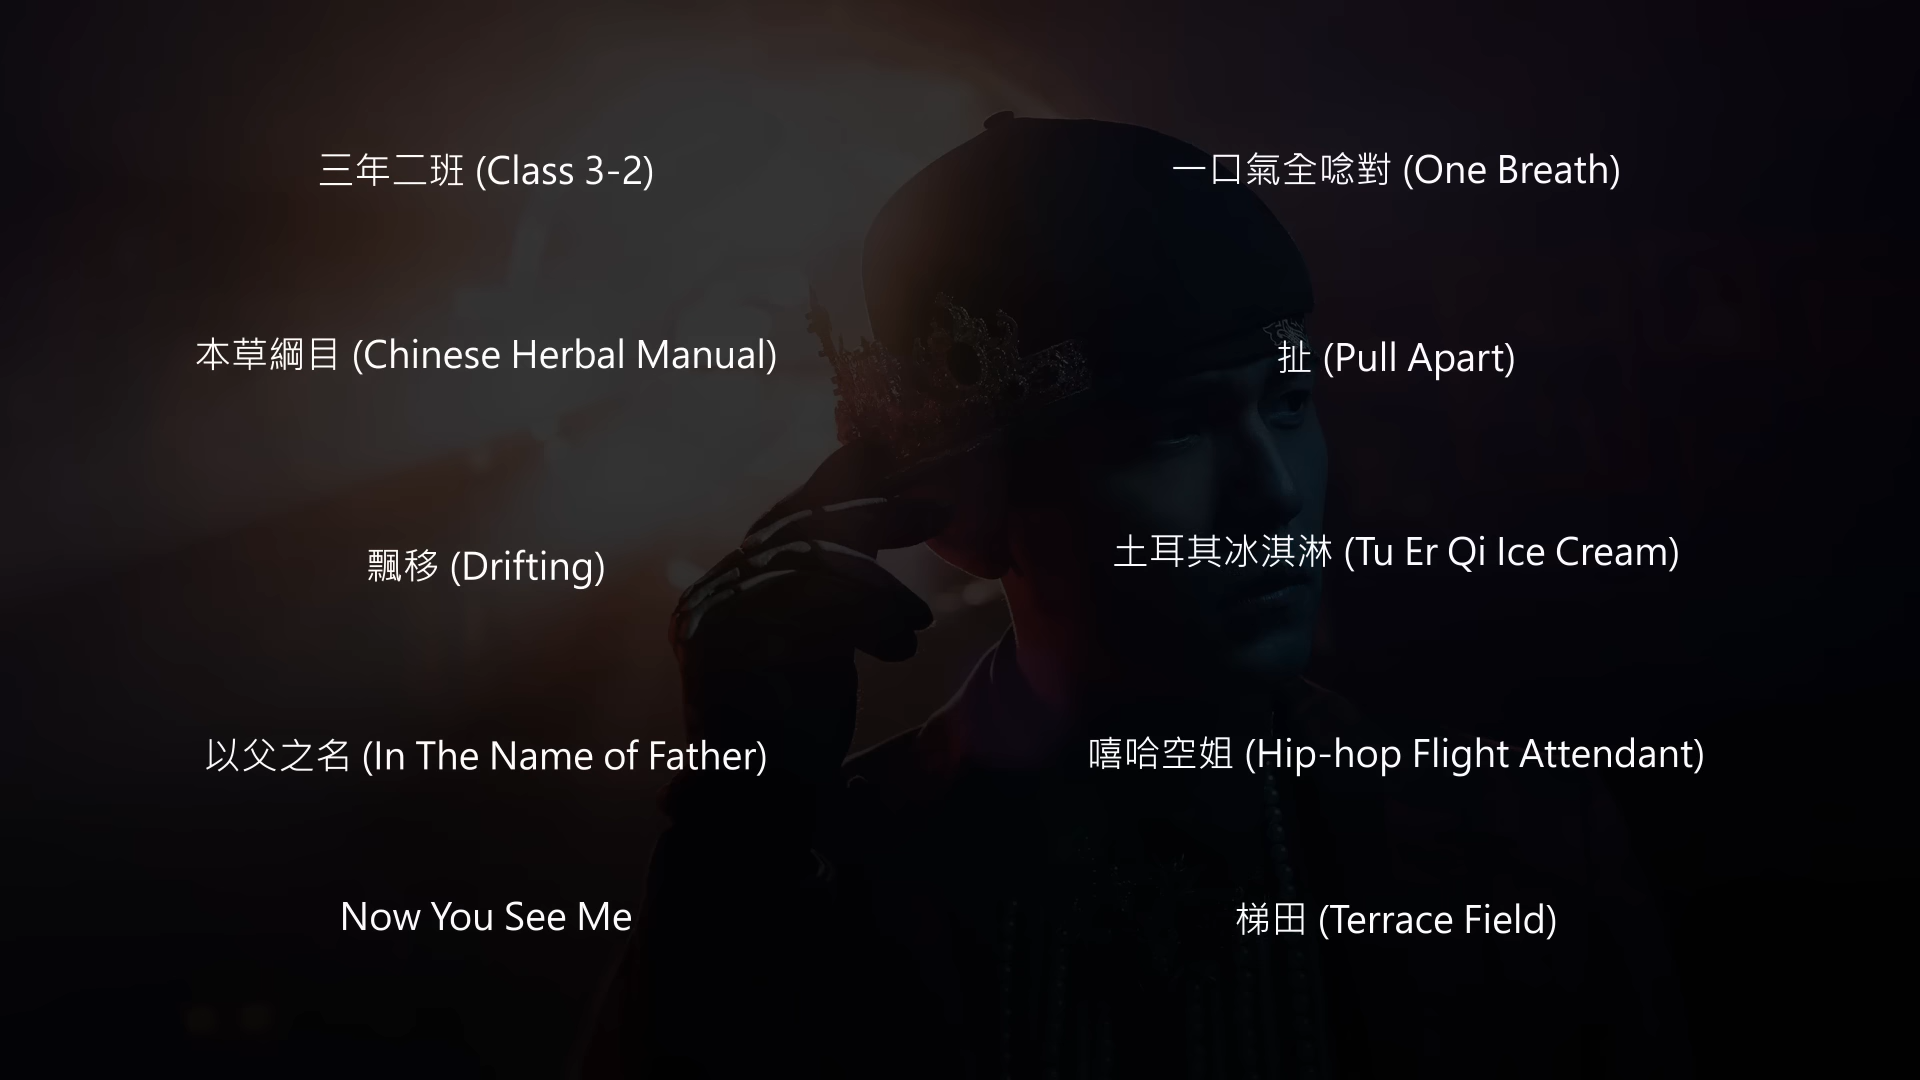 三年二班 (Class 3-2)
一口氣全唸對 (One Breath)
本草綱目 (Chinese Herbal Manual)
扯 (Pull Apart)
飄移 (Drifting)
土耳其冰淇淋 (Tu Er Qi Ice Cream)
以父之名 (In The Name of Father)
嘻哈空姐 (Hip-hop Flight Attendant)
Now You See Me
梯田 (Terrace Field)